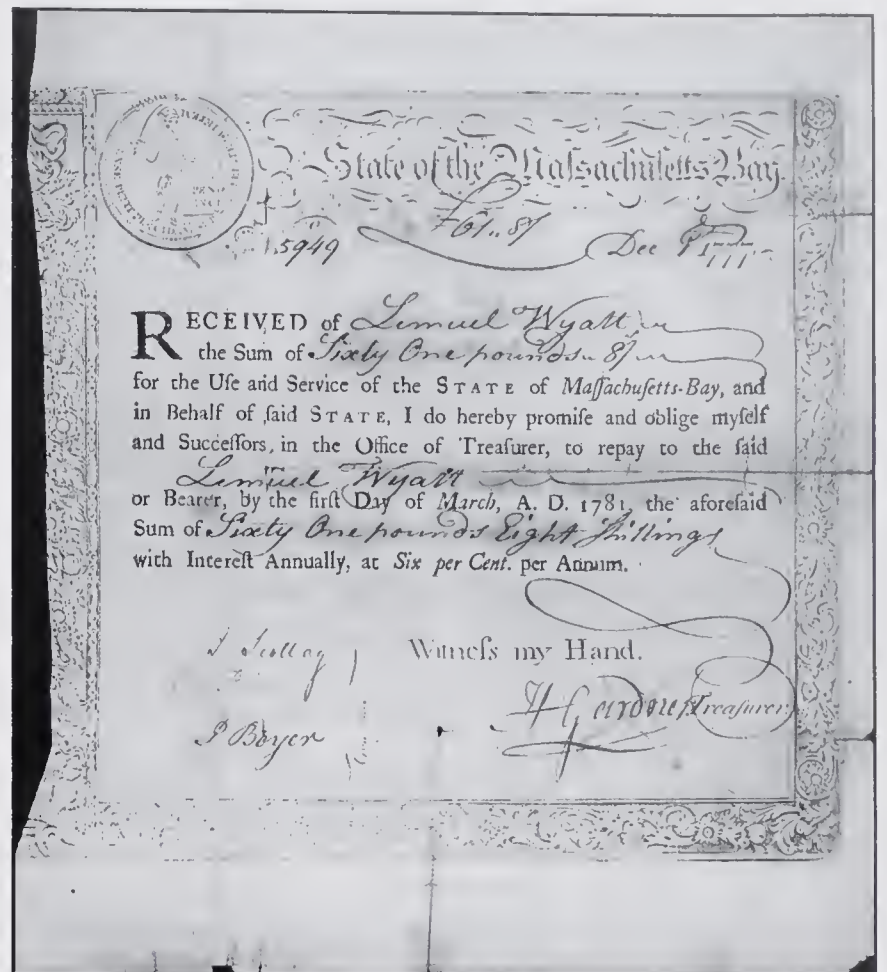 State of the Maſsachuſetts-Bay.
5949 £61.. 8/ Dec 1777
RECEIVED of Lemuel Wyatt
the Sum of Sixty One pounds 8/
for the Uſe and Service of the STATE of Maſſachuſetts-Bay, and
in Behalf of ſaid STATE, I do hereby promiſe and oblige myſelf
and Succeſſors, in the Office of Treaſurer, to repay to the ſaid
Lemuel Wyatt
or Bearer, by the firſt Day of March, A. D. 1781, the aforeſaid
Sum of Sixty One pounds Eight Shillings
with Intereſt Annually, at Six per Cent. per Annum.
Witneſs my Hand.
H Gardner Treaſurer
P Boyer